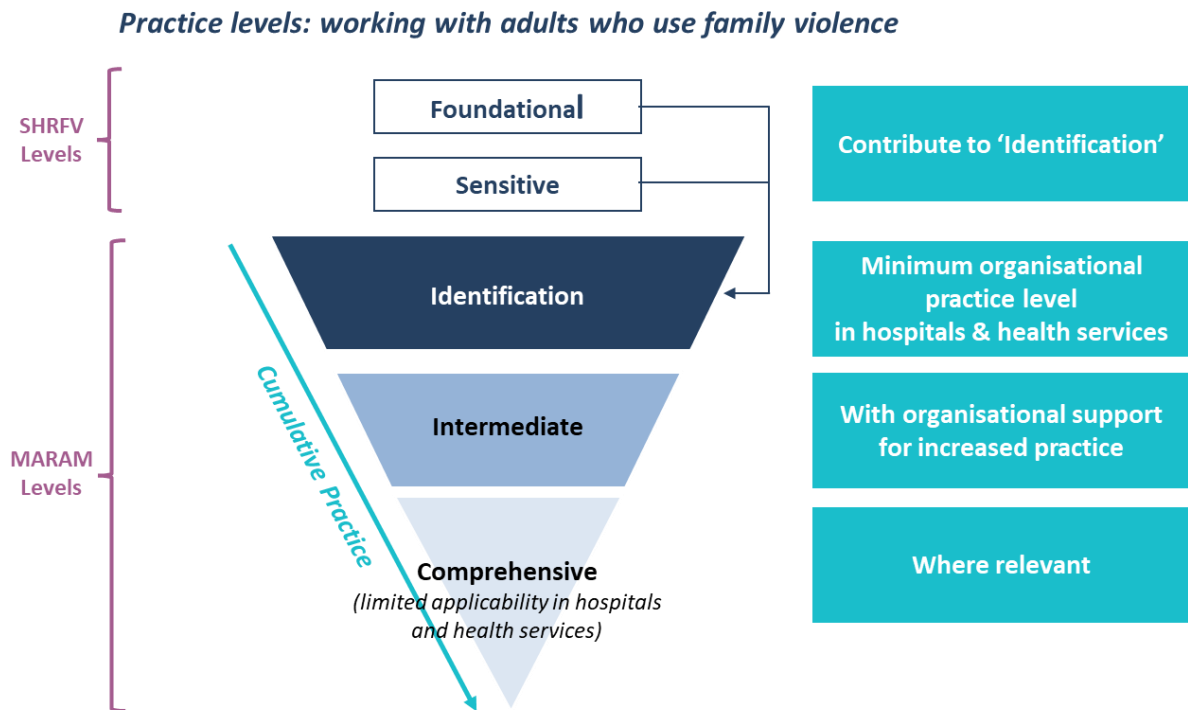 Practice levels: working with adults who use family violence
SHRFV
Levels
Foundational
Sensitive
Contribute to ‘Identification’
Identification
Minimum organisational
practice level
in hospitals & health services
Cumulative Practice
MARAM
Levels
Intermediate
With organisational support
for increased practice
Comprehensive
(limited applicability in hospitals
and health services)
Where relevant